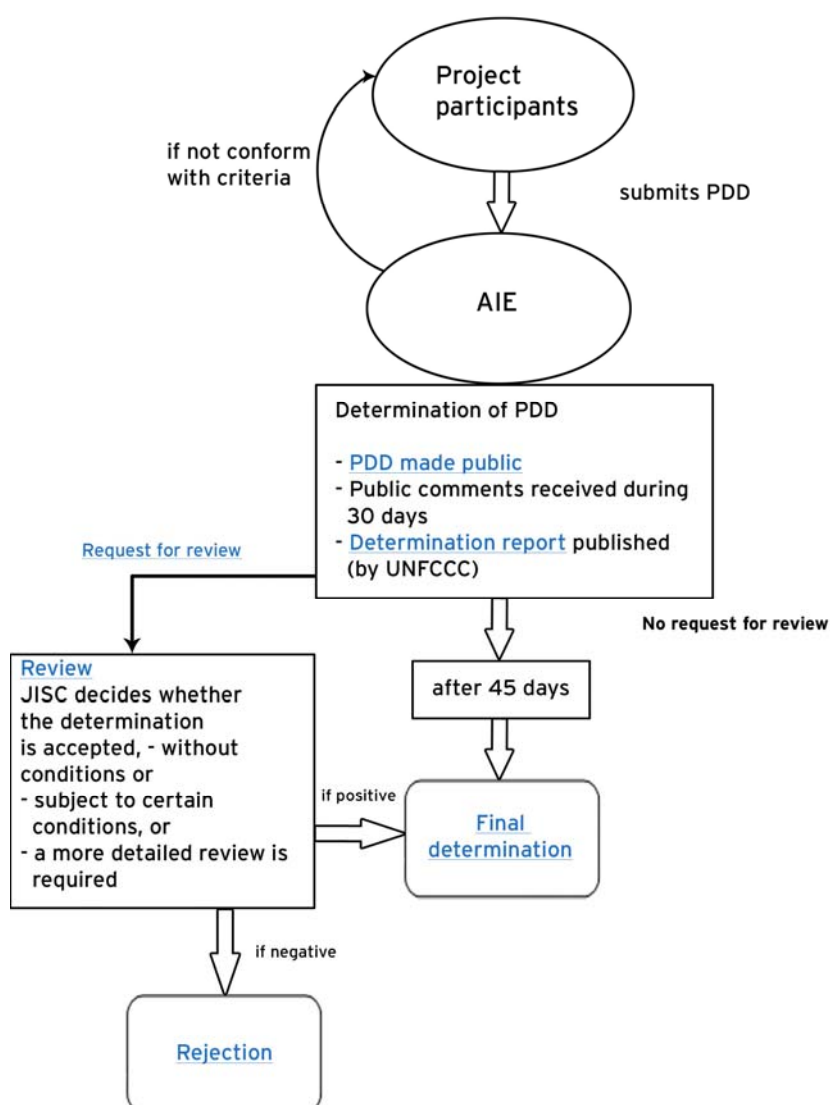 Project
participants
if not conform
with criteria
submits PDD
AIE
Determination of PDD
- PDD made public
- Public comments received during
30 days
- Determination report published
(by UNFCCC)
Request for review
No request for review
Review
JISC decides whether
the determination
is accepted, - without
conditions or
- subject to certain
conditions, or
- a more detailed review is
required
after 45 days
if positive
Final
determination
if negative
Rejection